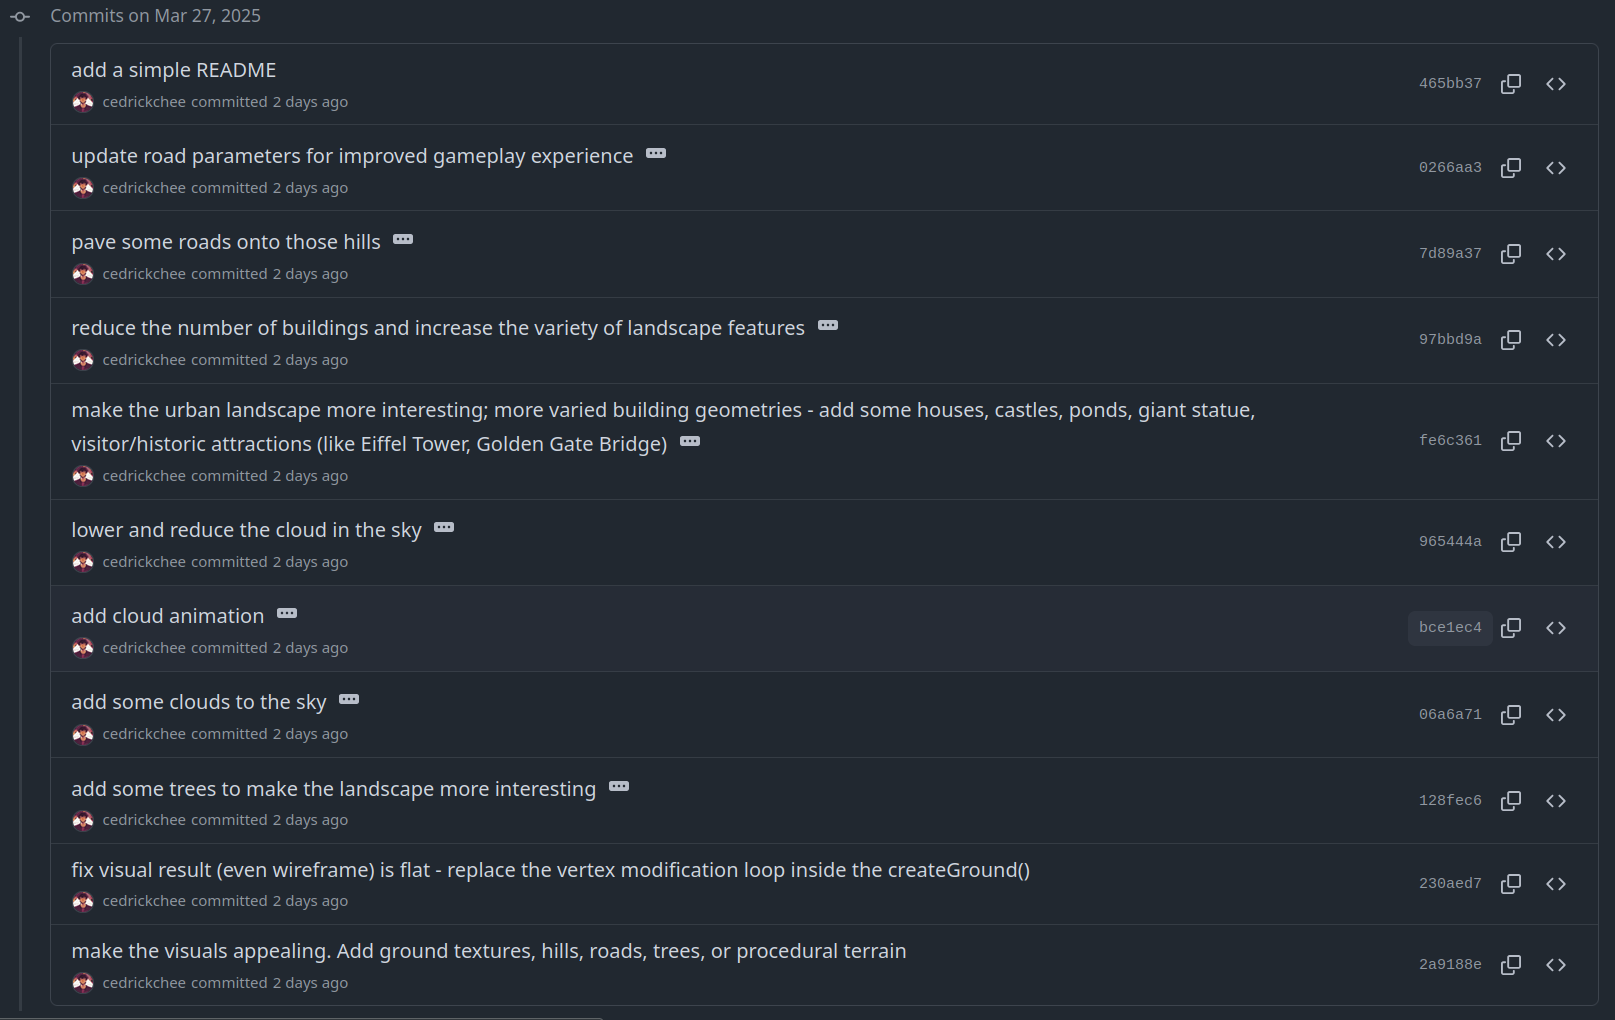 Commits on Mar 27, 2025
add a simple README
cedrickchee committed 2 days ago
465bb37
update road parameters for improved gameplay experience
cedrickchee committed 2 days ago
0266aa3
pave some roads onto those hills
cedrickchee committed 2 days ago
7d89a37
reduce the number of buildings and increase the variety of landscape features
cedrickchee committed 2 days ago
97bbd9a
make the urban landscape more interesting; more varied building geometries - add some houses, castles, ponds, giant statue,
visitor/historic attractions (like Eiffel Tower, Golden Gate Bridge)
cedrickchee committed 2 days ago
fe6c361
lower and reduce the cloud in the sky
cedrickchee committed 2 days ago
965444a
add cloud animation
cedrickchee committed 2 days ago
bce1ec4
add some clouds to the sky
cedrickchee committed 2 days ago
06a6a71
add some trees to make the landscape more interesting
cedrickchee committed 2 days ago
128fec6
fix visual result (even wireframe) is flat - replace the vertex modification loop inside the createGround()
cedrickchee committed 2 days ago
230aed7
make the visuals appealing. Add ground textures, hills, roads, trees, or procedural terrain
cedrickchee committed 2 days ago
2a9188e